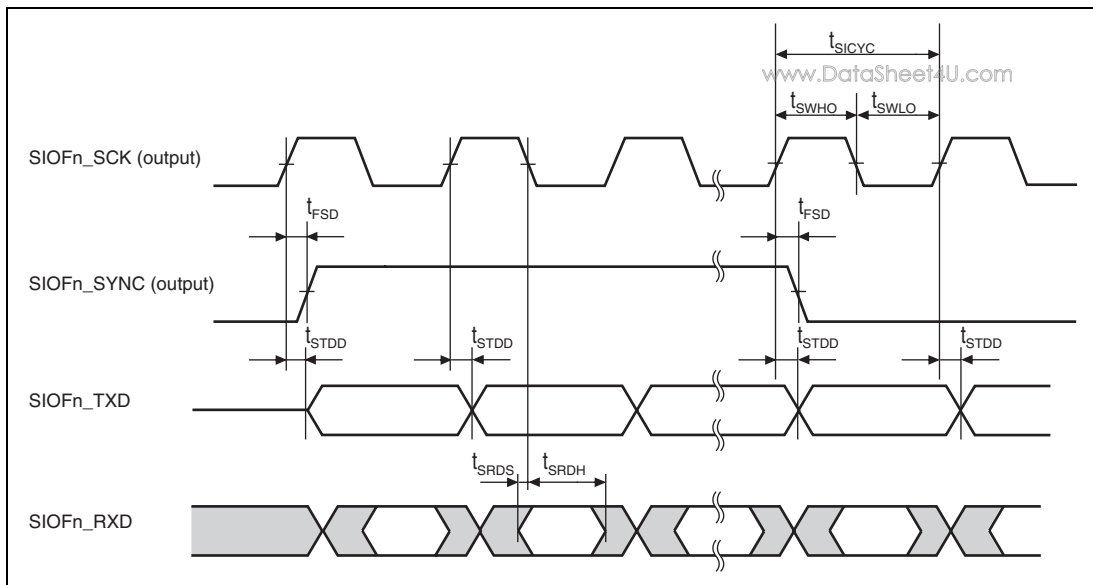 tSICYC
www.DataSheet4U.com
tSWHO tSWLO
SIOFn_SCK (output)
tFSD tFSD
SIOFn_SYNC (output)
tSTDD tSTDD tSTDD tSTDD
SIOFn_TXD
tSRDS tSRDH
SIOFn_RXD